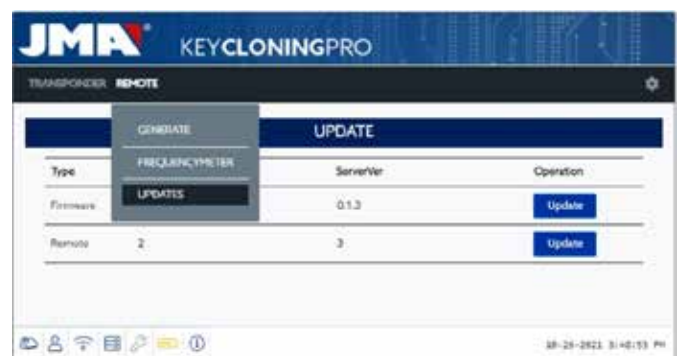 JMA KEYCLONINGPRO
TRANSPONDER REMOTE
GENERATE
UPDATE
FREQUENCYMETER
Type ServerVer Operation
UPDATES
Firmware 0.1.3 Update
Remote 2 3 Update